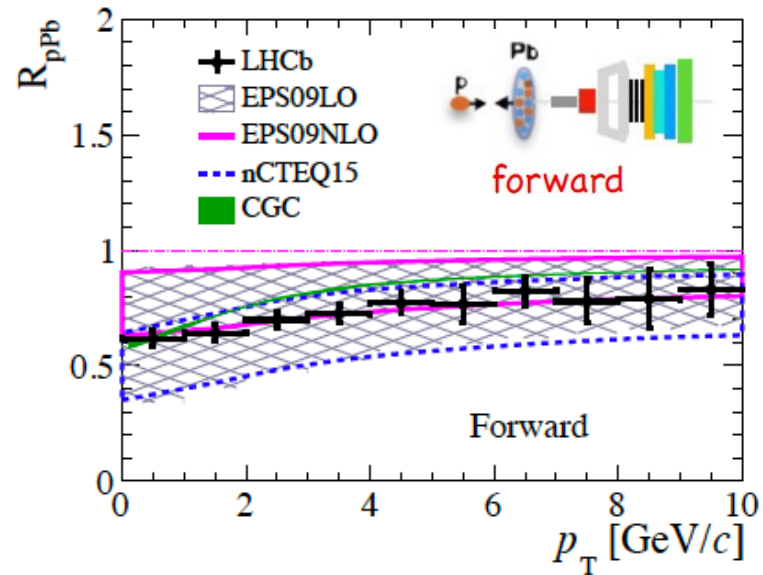 R_pPb
2
1.5
1
0.5
0
LHCb
EPS09LO
EPS09NLO
nCTEQ15
CGC
p
Pb
forward
Forward
0 2 4 6 8 10
p_T [GeV/c]